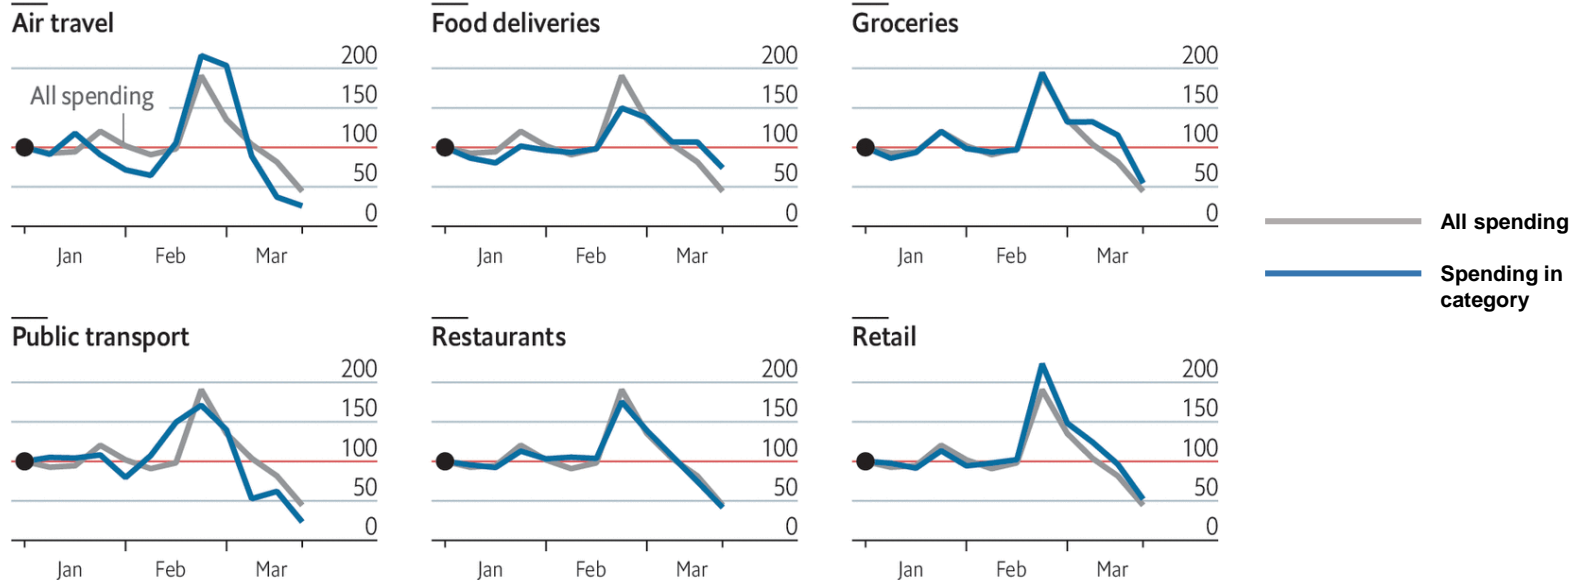 Air travel
200
All spending
150
100
50
0
Jan Feb Mar
Food deliveries
200
150
100
50
0
Jan Feb Mar
Groceries
200
150
100
50
0
Jan Feb Mar
All spending
Spending in
category
Public transport
200
150
100
50
0
Jan Feb Mar
Restaurants
200
150
100
50
0
Jan Feb Mar
Retail
200
150
100
50
0
Jan Feb Mar